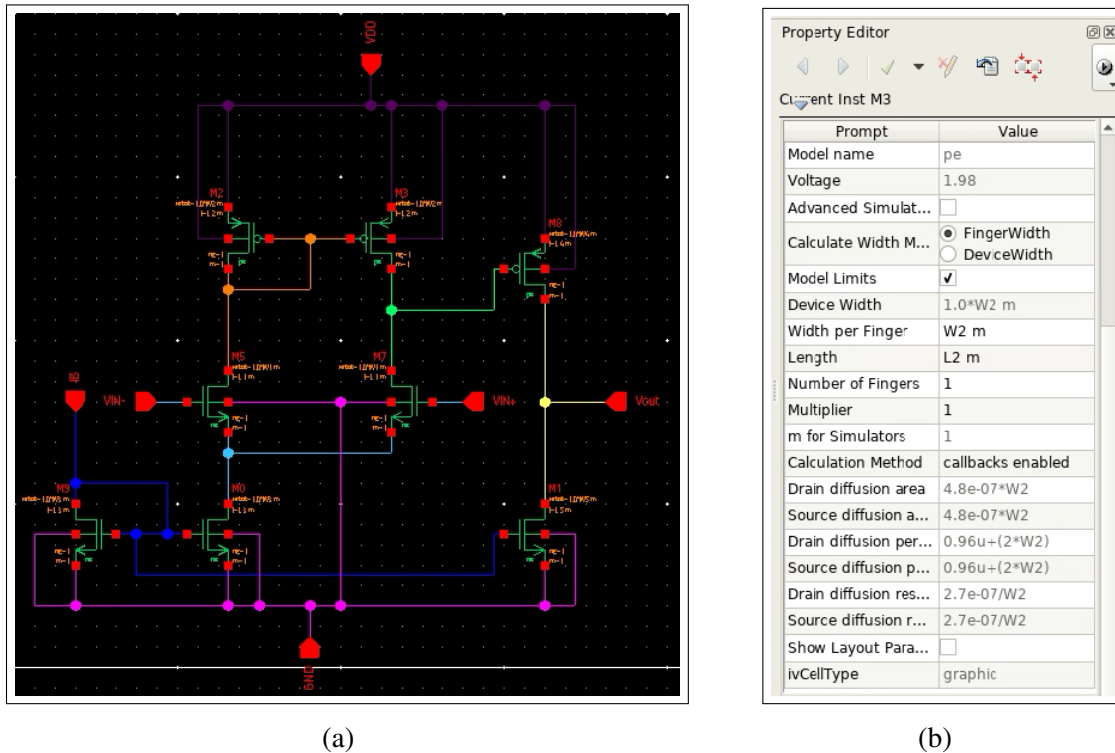 VDD
M2
M3
M8
M5
M7
IB
VIN-
VIN+
Vout
M9
M0
M1
GND
(a)
Property Editor
Current Inst M3
Prompt Value
Model name pe
Voltage 1.98
Advanced Simulat...
Calculate Width M... FingerWidth
DeviceWidth
Model Limits
Device Width 1.0*W2 m
Width per Finger W2 m
Length L2 m
Number of Fingers 1
Multiplier 1
m for Simulators 1
Calculation Method callbacks enabled
Drain diffusion area 4.8e-07*W2
Source diffusion a... 4.8e-07*W2
Drain diffusion per... 0.96u+(2*W2)
Source diffusion p... 0.96u+(2*W2)
Drain diffusion res... 2.7e-07/W2
Source diffusion r... 2.7e-07/W2
Show Layout Para...
ivCellType graphic
(b)